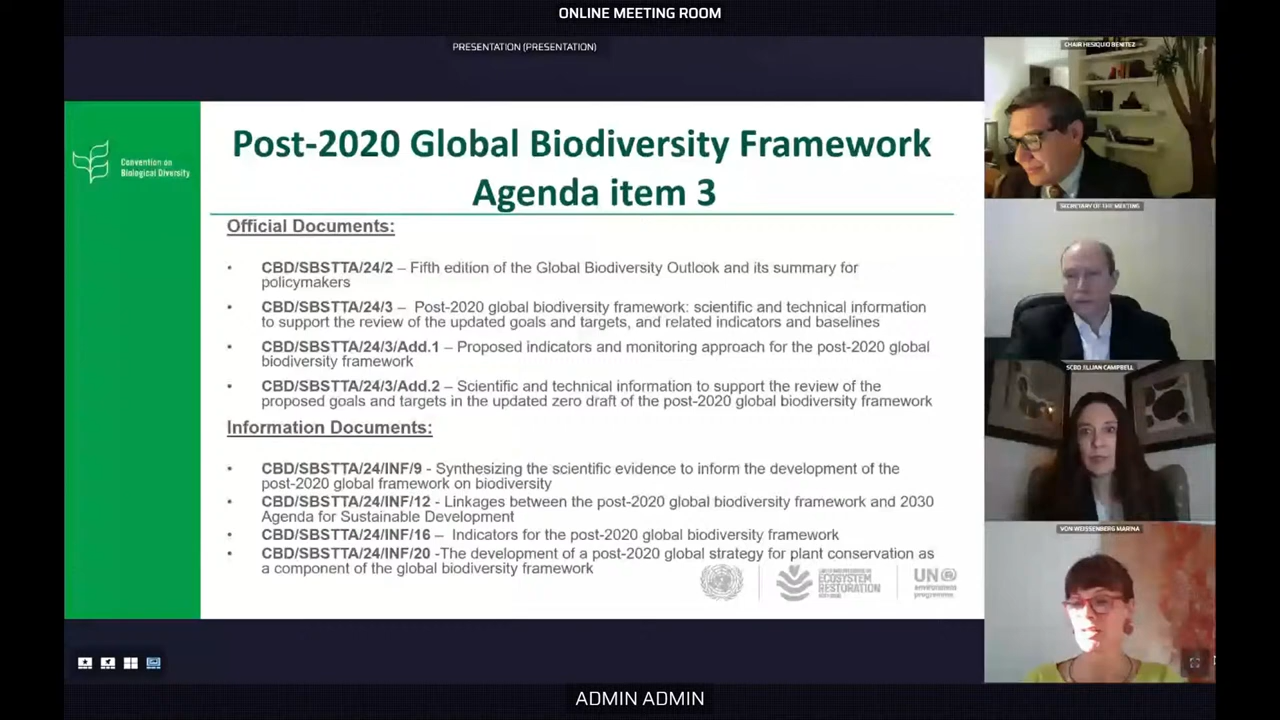 ONLINE MEETING ROOM
PRESENTATION (PRESENTATION)
CHAIR HESIQUIO BENITEZ
Convention on
Biological Diversity
Post-2020 Global Biodiversity Framework
Agenda item 3
Official Documents:
• CBD/SBSTTA/24/2 – Fifth edition of the Global Biodiversity Outlook and its summary for
policymakers
• CBD/SBSTTA/24/3 – Post-2020 global biodiversity framework: scientific and technical information
to support the review of the updated goals and targets, and related indicators and baselines
• CBD/SBSTTA/24/3/Add.1 – Proposed indicators and monitoring approach for the post-2020 global
biodiversity framework
• CBD/SBSTTA/24/3/Add.2 – Scientific and technical information to support the review of the
proposed goals and targets in the updated zero draft of the post-2020 global biodiversity framework
Information Documents:
• CBD/SBSTTA/24/INF/9 - Synthesizing the scientific evidence to inform the development of the
post-2020 global framework on biodiversity
• CBD/SBSTTA/24/INF/12 - Linkages between the post-2020 global biodiversity framework and 2030
Agenda for Sustainable Development
• CBD/SBSTTA/24/INF/16 – Indicators for the post-2020 global biodiversity framework
• CBD/SBSTTA/24/INF/20 -The development of a post-2020 global strategy for plant conservation as
a component of the global biodiversity framework
ECOSYSTEM
RESTORATION
UN
environment
programme
SECRETARY OF THE MEETING
SCBD JILLIAN CAMPBELL
VON WEISSENBERG MARINA
ADMIN ADMIN